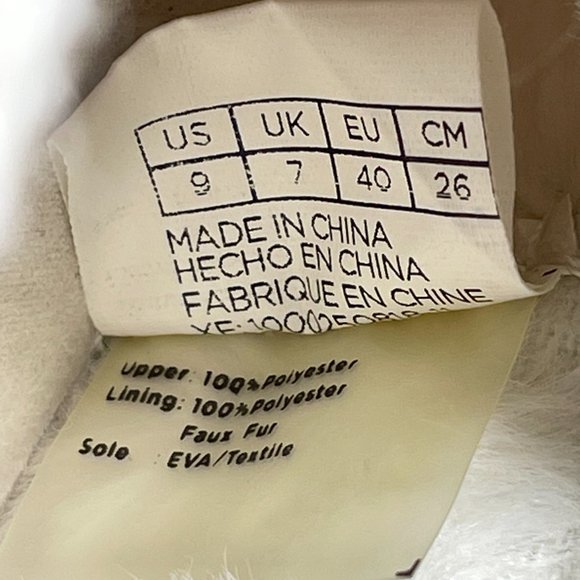 US UK EU CM
9 7 40 26
MADE IN CHINA
HECHO EN CHINA
FABRIQUE EN CHINE
Upper: 100%Polyester
Lining: 100%Polyester
Faux Fur
Sole : EVA/Textile